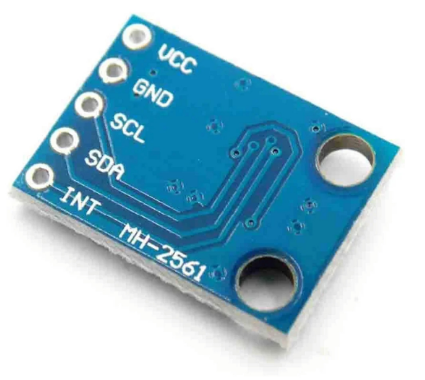 VCC
GND
SCL
SDA
INT
MH-2561